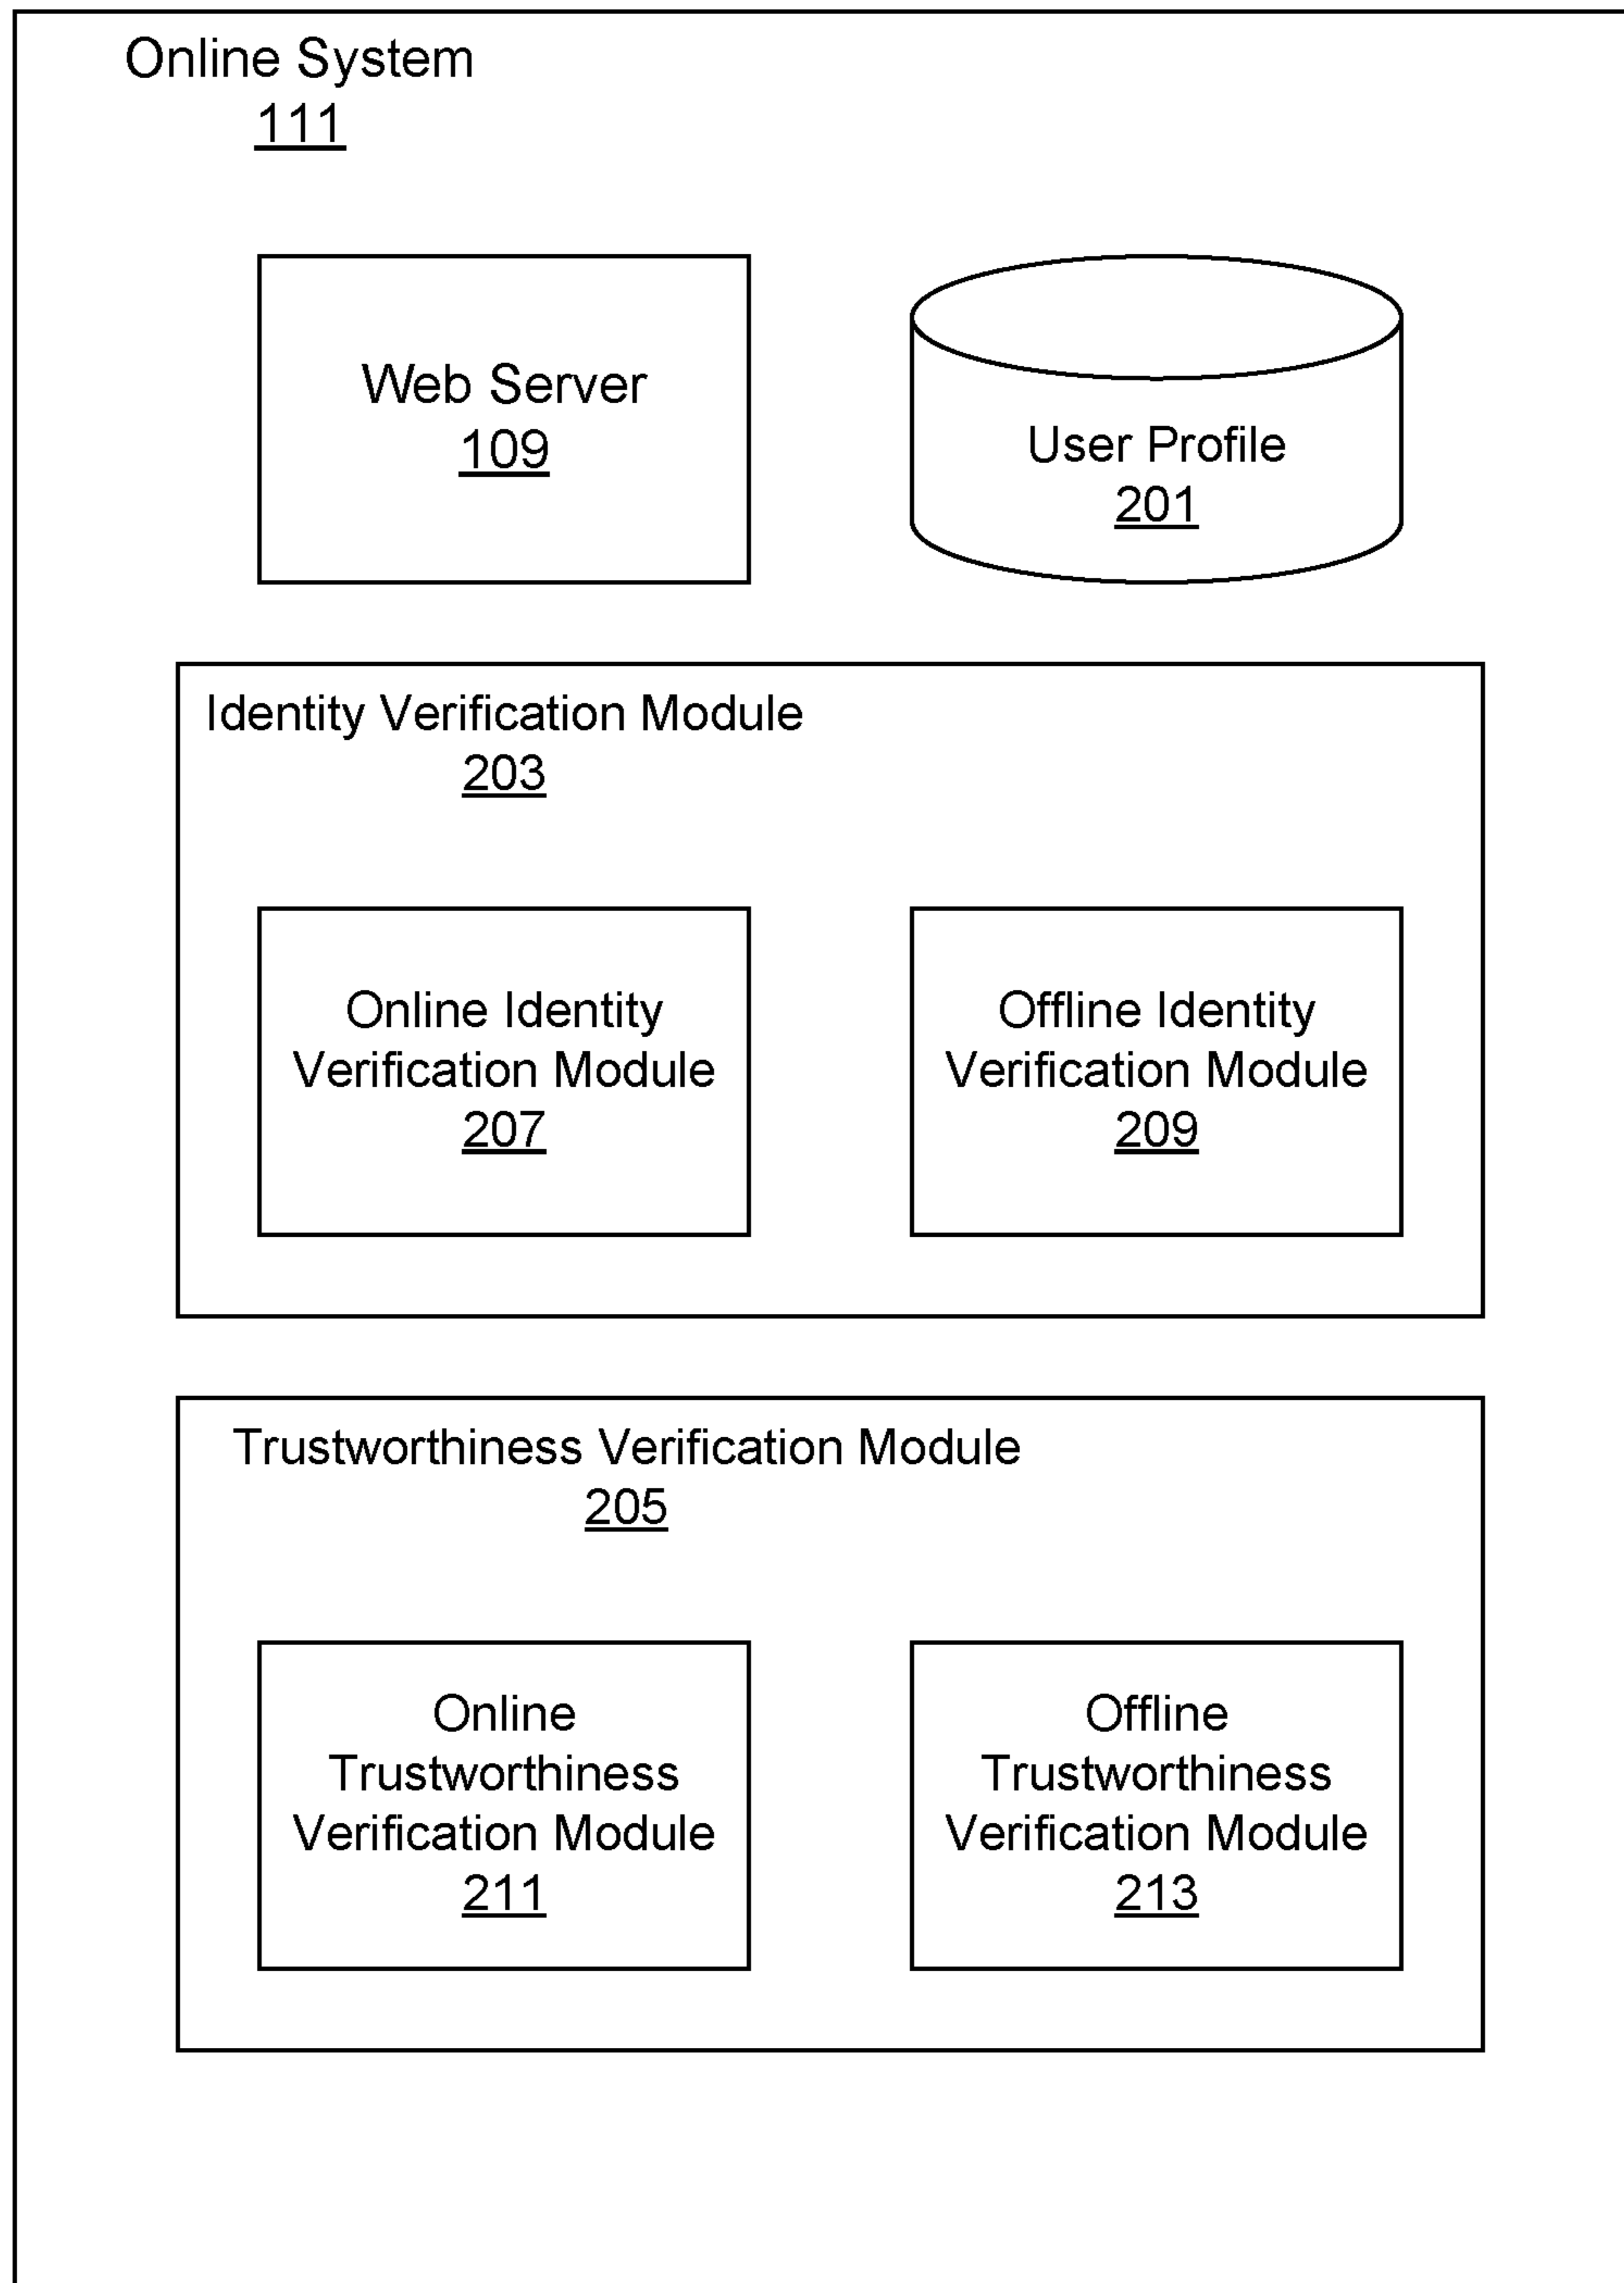 Online System
111
Web Server
109
User Profile
201
Identity Verification Module
203
Online Identity
Verification Module
207
Offline Identity
Verification Module
209
Trustworthiness Verification Module
205
Online
Trustworthiness
Verification Module
211
Offline
Trustworthiness
Verification Module
213